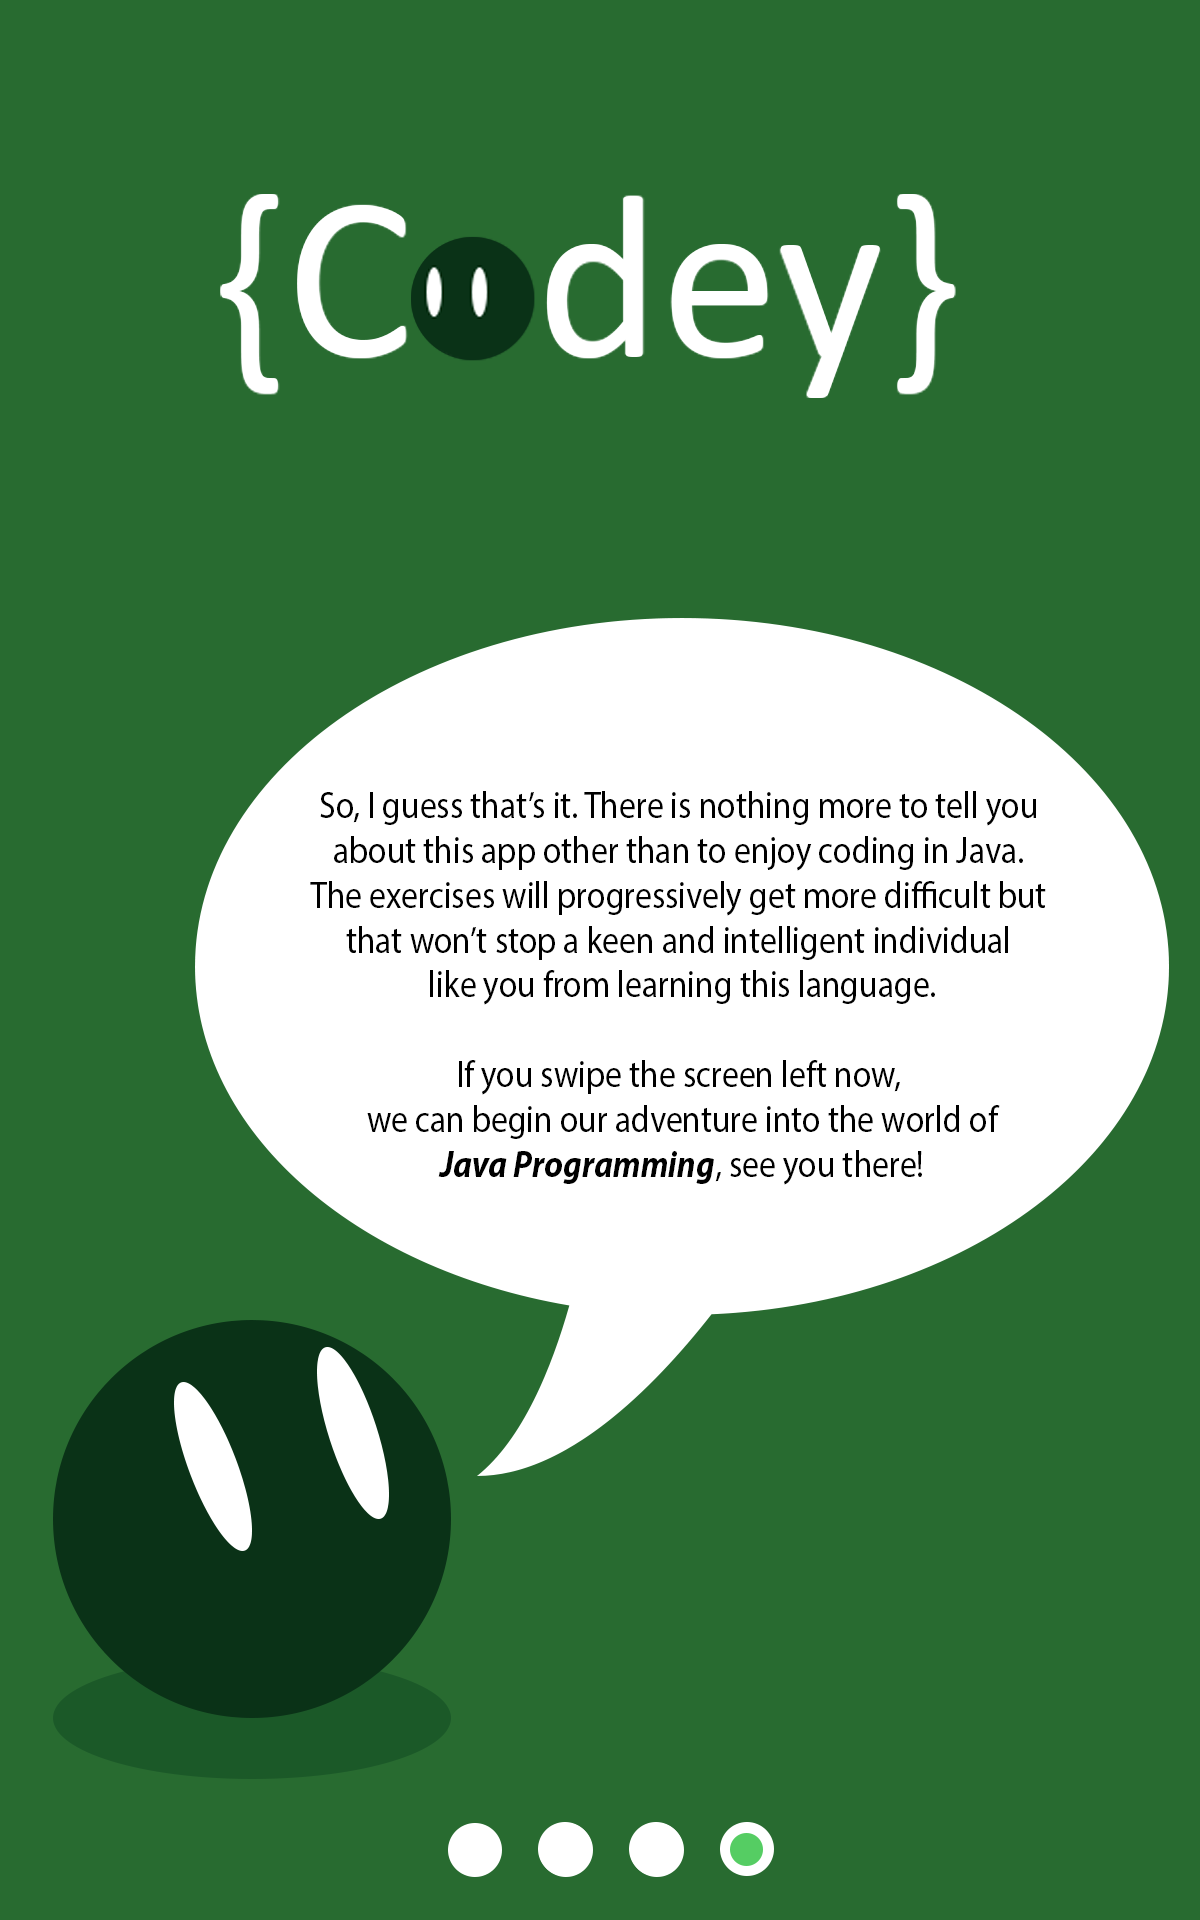 {Codey}
So, I guess that’s it. There is nothing more to tell you
about this app other than to enjoy coding in Java.
The exercises will progressively get more difficult but
that won’t stop a keen and intelligent individual
like you from learning this language.
If you swipe the screen left now,
we can begin our adventure into the world of
Java Programming, see you there!